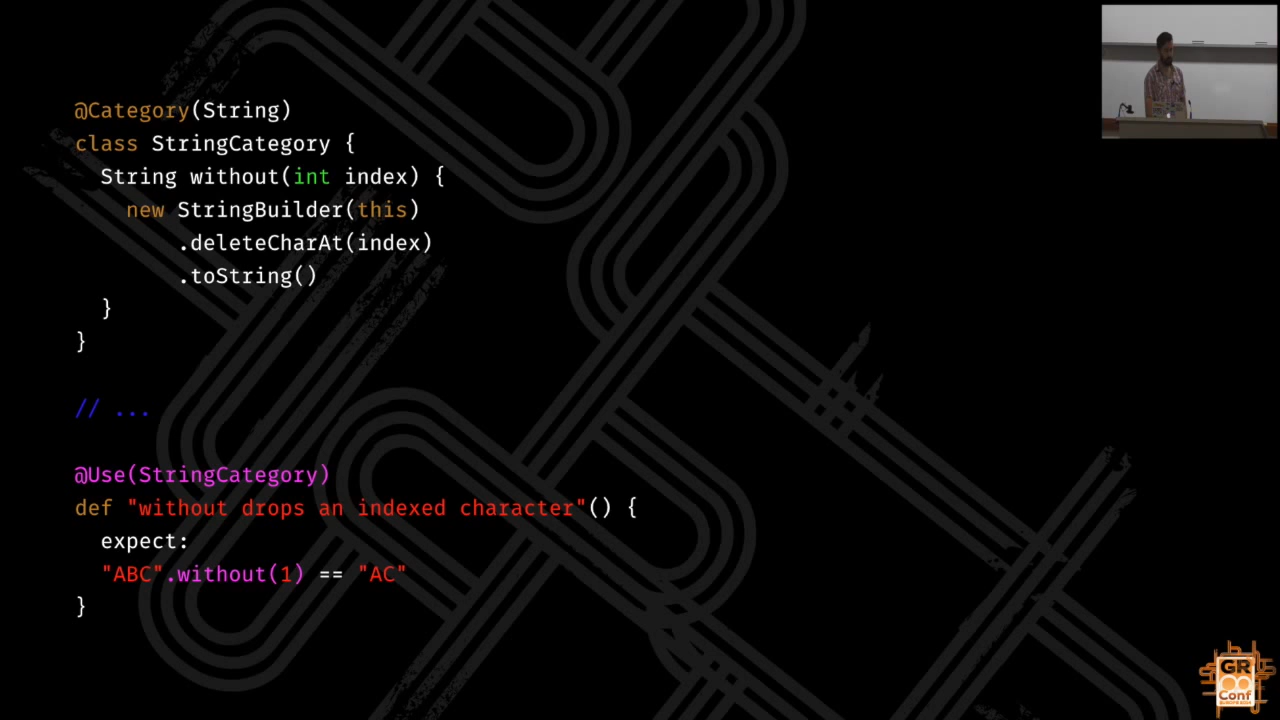 @Category(String)
class StringCategory {
  String without(int index) {
    new StringBuilder(this)
        .deleteCharAt(index)
        .toString()
  }
}

// ...

@Use(StringCategory)
def "without drops an indexed character"() {
  expect:
  "ABC".without(1) == "AC"
}
GR
Conf